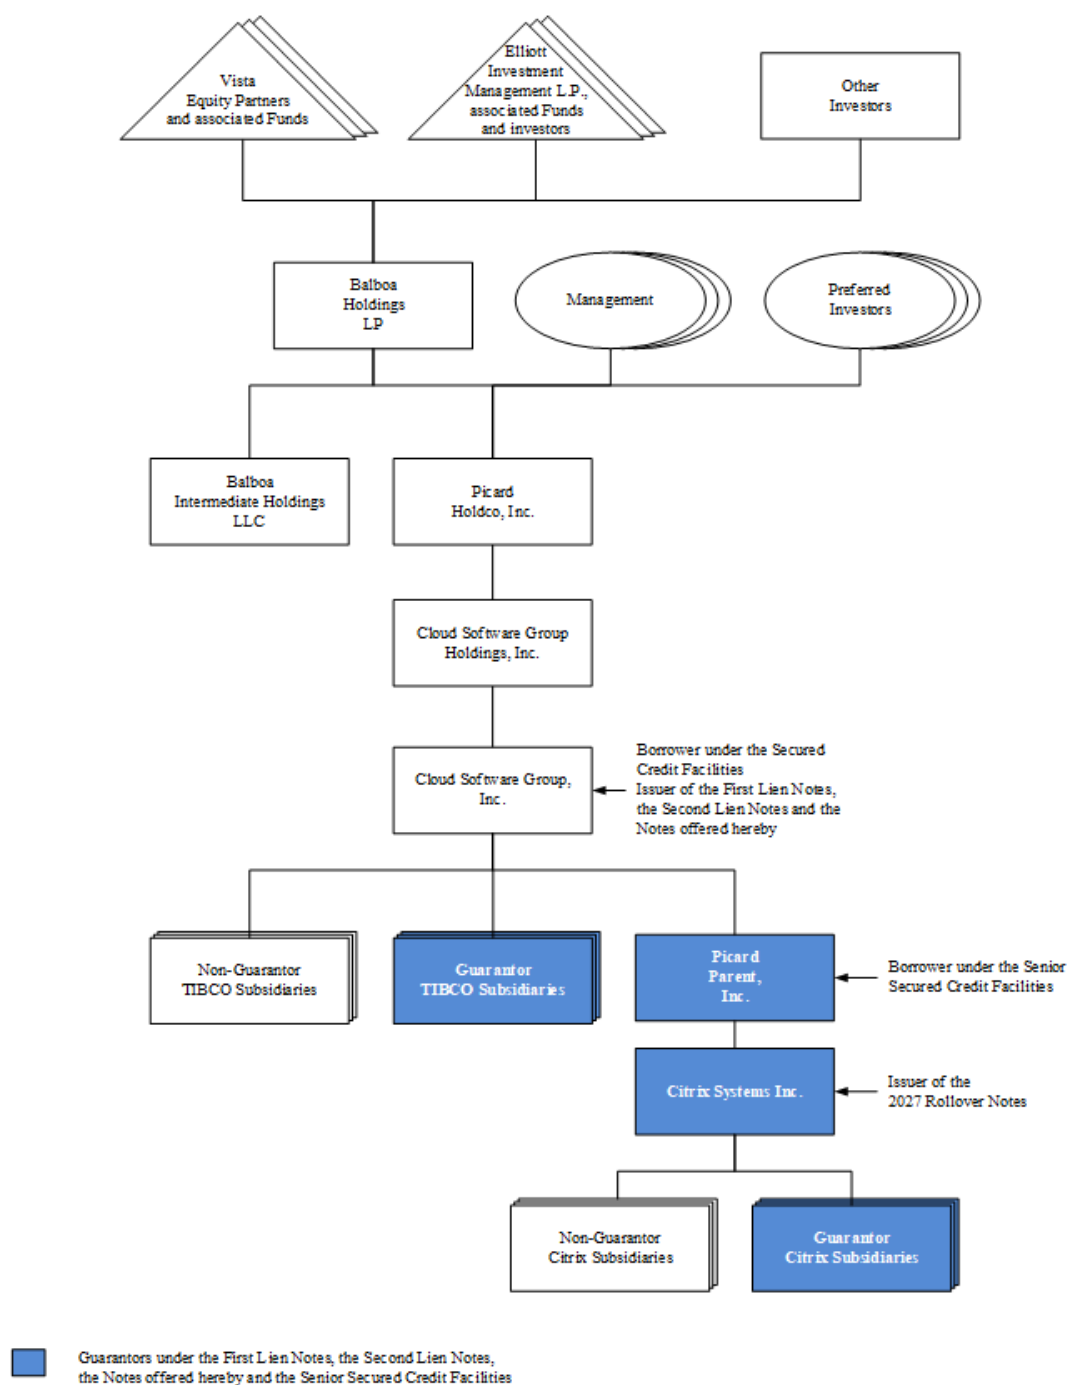 Vista
Equity Partners
and associated Funds
Elliott
Investment
Management L.P.,
associated Funds
and investors
Other
Investors
Balboa
Holdings
LP
Management
Preferred
Investors
Balboa
Intermediate Holdings
LLC
Picard
Holdco, Inc.
Cloud Software Group
Holdings, Inc.
Cloud Software Group,
Inc.
Borrower under the Secured
Credit Facilities
Issuer of the First Lien Notes,
the Second Lien Notes and the
Notes offered hereby
Non-Guarantor
TIBCO Subsidiaries
Guarantor
TIBCO Subsidiaries
Picard
Parent,
Inc.
Borrower under the Senior
Secured Credit Facilities
Citrix Systems Inc.
Issuer of the
2027 Rollover Notes
Non-Guarantor
Citrix Subsidiaries
Guarantor
Citrix Subsidiaries
Guarantors under the First Lien Notes, the Second Lien Notes,
the Notes offered hereby and the Senior Secured Credit Facilities